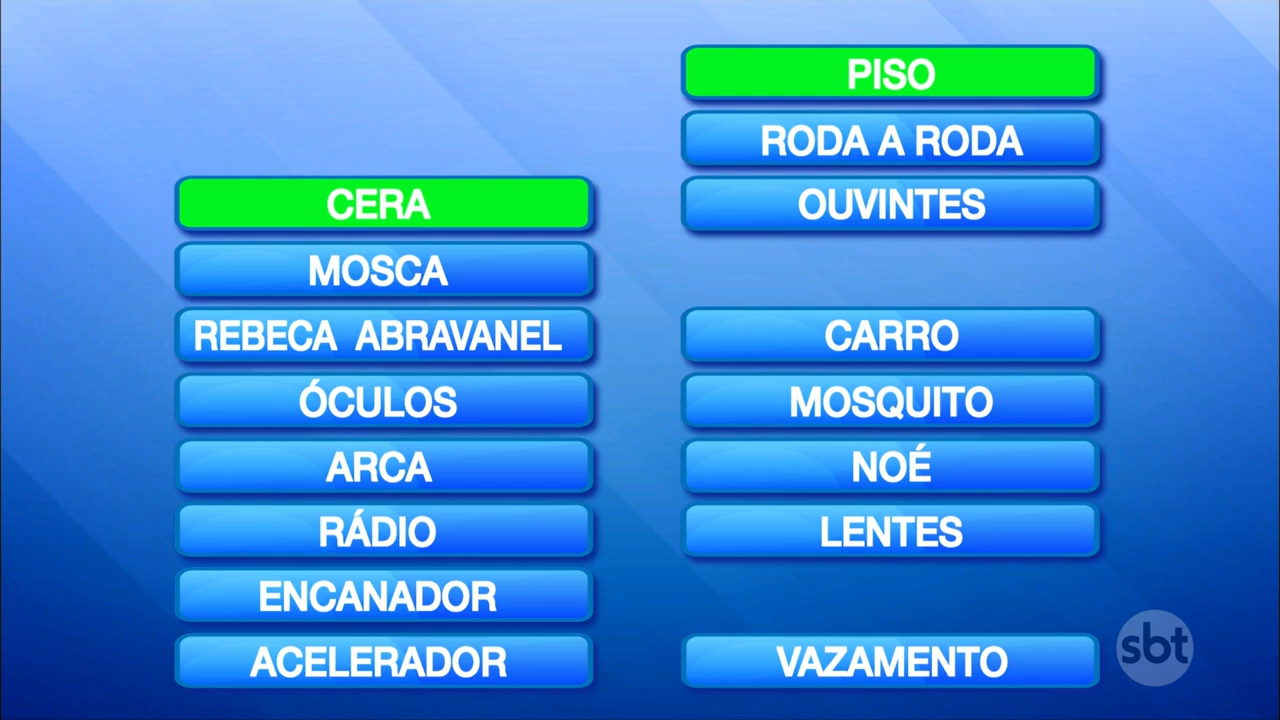 PISO
RODA A RODA
CERA
OUVINTES
MOSCA
REBECA ABRAVANEL
CARRO
ÓCULOS
MOSQUITO
ARCA
NOÉ
RÁDIO
LENTES
ENCANADOR
ACELERADOR
VAZAMENTO
sbt